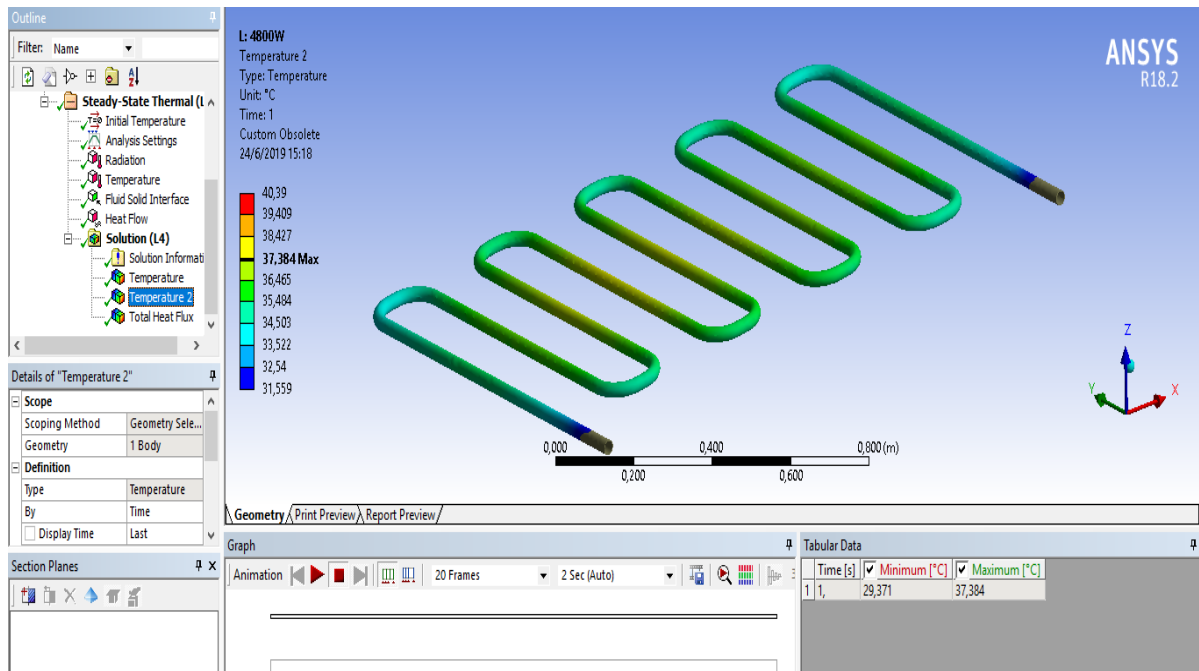 Outline
Filter: Name
Steady-State Thermal (L
Initial Temperature
Analysis Settings
Radiation
Temperature
Fluid Solid Interface
Heat Flow
Solution (L4)
Solution Informati
Temperature
Temperature 2
Total Heat Flux
Details of "Temperature 2"
Scope
Scoping Method Geometry Sele...
Geometry 1 Body
Definition
Type Temperature
By Time
Display Time Last
Section Planes
L: 4800W
Temperature 2
Type: Temperature
Unit: °C
Time: 1
Custom Obsolete
24/6/2019 15:18
40,39
39,409
38,427
37,384 Max
36,465
35,484
34,503
33,522
32,54
31,559
ANSYS
R18.2
Z
Y
X
0,000 0,400 0,800 (m)
0,200 0,600
Geometry Print Preview Report Preview
Graph
Animation 20 Frames 2 Sec (Auto)
Tabular Data
Time [s] Minimum [°C] Maximum [°C]
1 1, 29,371 37,384